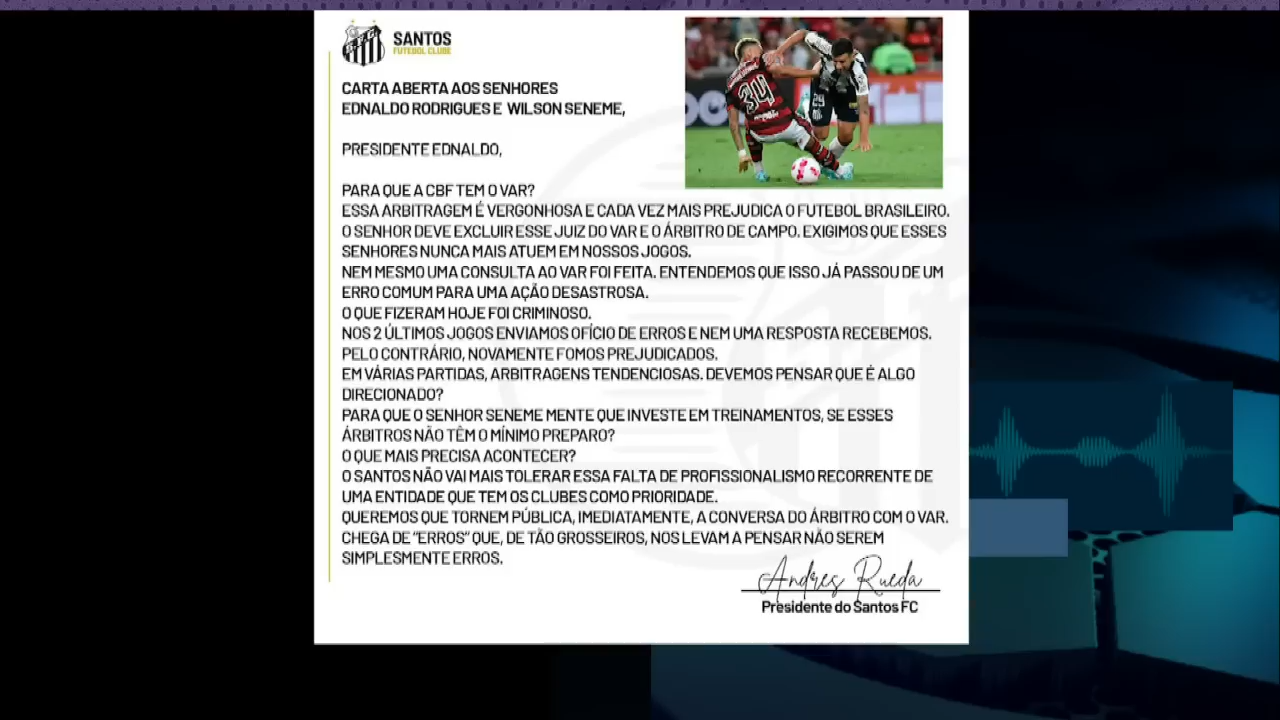 SANTOS
FUTEBOL CLUBE
CARTA ABERTA AOS SENHORES
EDNALDO RODRIGUES E WILSON SENEME,
PRESIDENTE EDNALDO,
PARA QUE A CBF TEM O VAR?
ESSA ARBITRAGEM É VERGONHOSA E CADA VEZ MAIS PREJUDICA O FUTEBOL BRASILEIRO.
O SENHOR DEVE EXCLUIR ESSE JUIZ DO VAR E O ÁRBITRO DE CAMPO. EXIGIMOS QUE ESSES
SENHORES NUNCA MAIS ATUEM EM NOSSOS JOGOS.
NEM MESMO UMA CONSULTA AO VAR FOI FEITA. ENTENDEMOS QUE ISSO JÁ PASSOU DE UM
ERRO COMUM PARA UMA AÇÃO DESASTROSA.
O QUE FIZERAM HOJE FOI CRIMINOSO.
NOS 2 ÚLTIMOS JOGOS ENVIAMOS OFÍCIO DE ERROS E NEM UMA RESPOSTA RECEBEMOS.
PELO CONTRÁRIO, NOVAMENTE FOMOS PREJUDICADOS.
EM VÁRIAS PARTIDAS, ARBITRAGENS TENDENCIOSAS. DEVEMOS PENSAR QUE É ALGO
DIRECIONADO?
PARA QUE O SENHOR SENEME MENTE QUE INVESTE EM TREINAMENTOS, SE ESSES
ÁRBITROS NÃO TÊM O MÍNIMO PREPARO?
O QUE MAIS PRECISA ACONTECER?
O SANTOS NÃO VAI MAIS TOLERAR ESSA FALTA DE PROFISSIONALISMO RECORRENTE DE
UMA ENTIDADE QUE TEM OS CLUBES COMO PRIORIDADE.
QUEREMOS QUE TORNEM PÚBLICA, IMEDIATAMENTE, A CONVERSA DO ÁRBITRO COM O VAR.
CHEGA DE "ERROS" QUE, DE TÃO GROSSEIROS, NOS LEVAM A PENSAR NÃO SEREM
SIMPLESMENTE ERROS.
Andres Rueda
Presidente do Santos FC
34
29